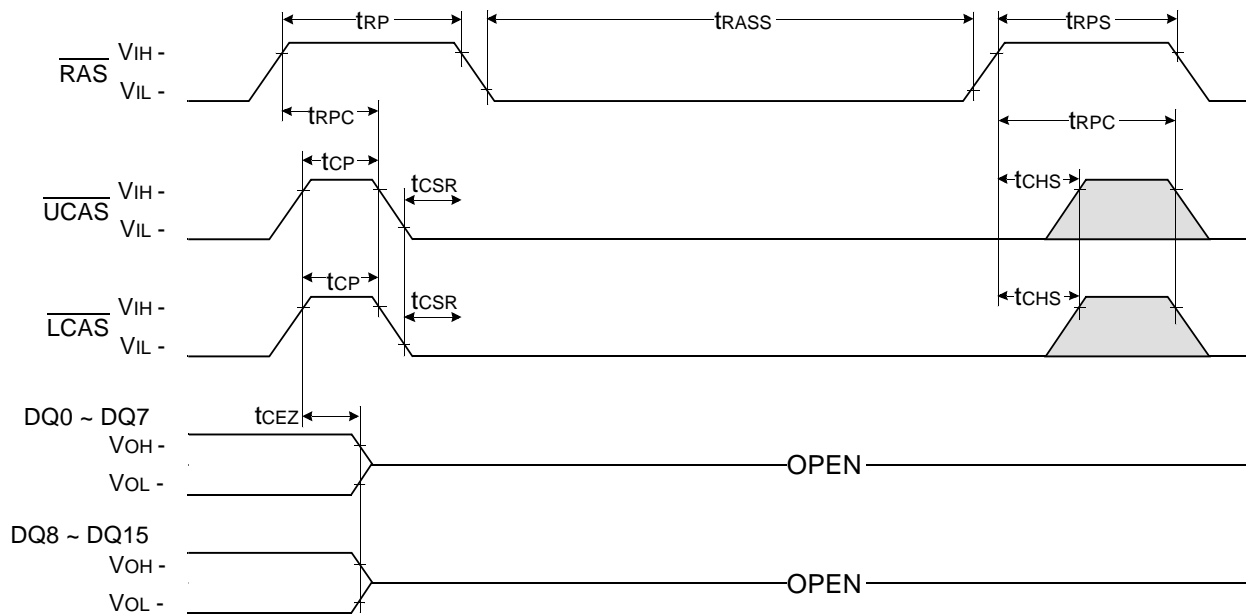 tRP
tRASS
tRPS
RAS
VIH -
VIL -
tRPC
tRPC
tCP
tCSR
tCHS
UCAS
VIH -
VIL -
tCP
tCSR
tCHS
LCAS
VIH -
VIL -
tCEZ
DQ0 ~ DQ7
VOH -
VOL -
OPEN
DQ8 ~ DQ15
VOH -
VOL -
OPEN